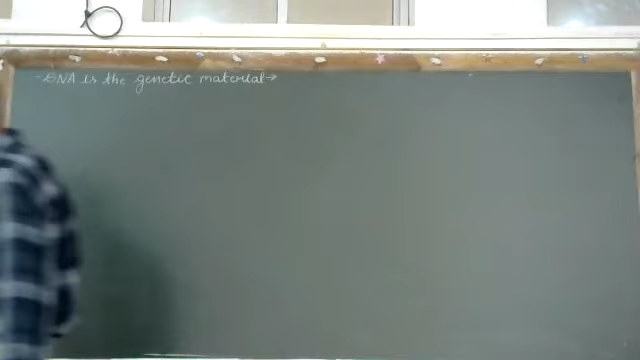 - DNA is the genetic material →